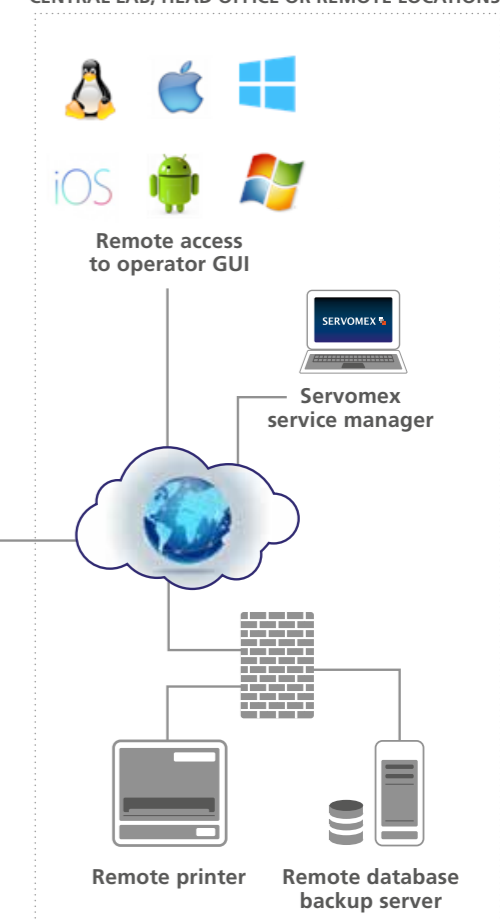 CENTRAL LAB, HEAD OFFICE OR REMOTE LOCATIONS
iOS
Remote access
to operator GUI
SERVOMEX
Servomex
service manager
Remote printer
Remote database
backup server